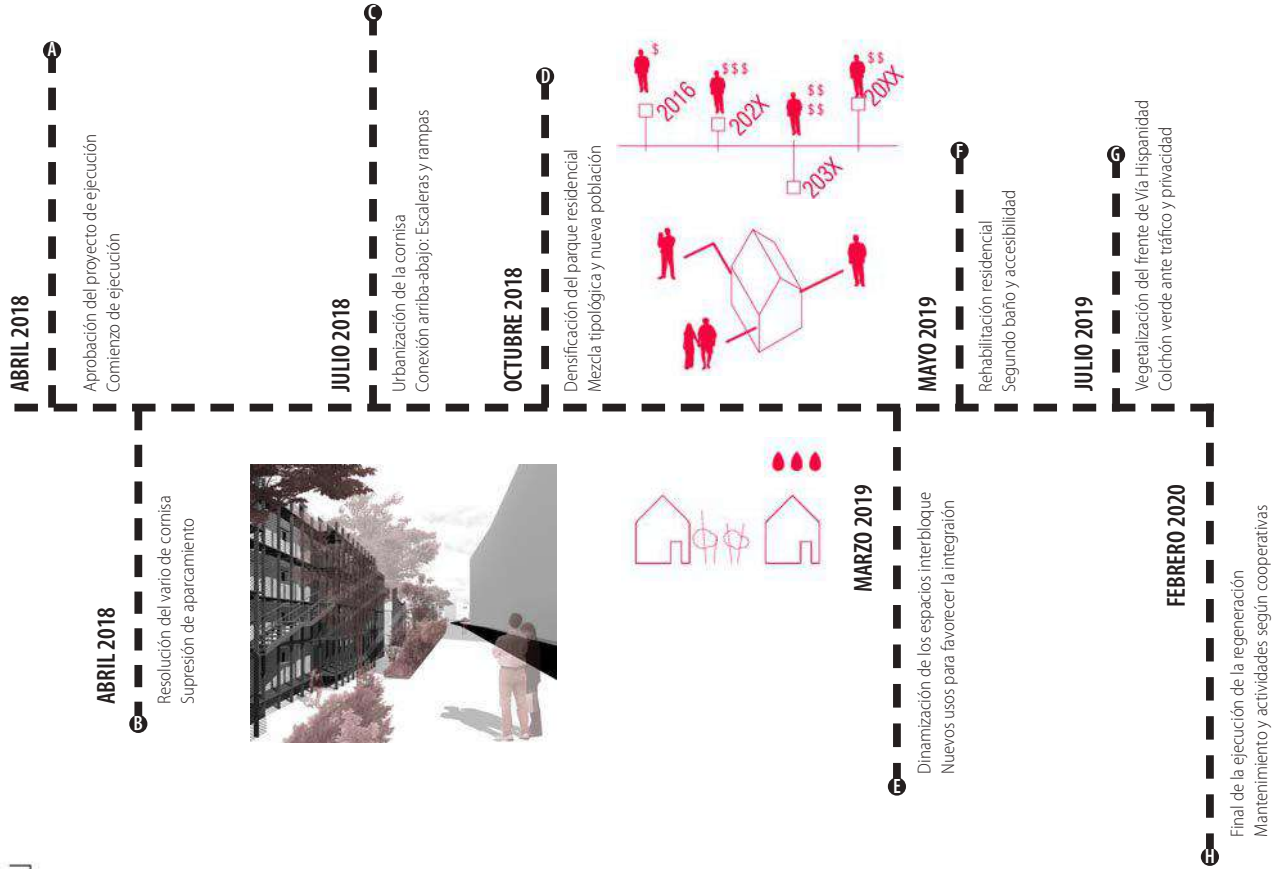 ABRIL 2018
A
Aprobación del proyecto de ejecución
Comienzo de ejecución
ABRIL 2018
B
Resolución del vario de cornisa
Supresión de aparcamiento
JULIO 2018
C
Urbanización de la cornisa
Conexión arriba-abajo: Escaleras y rampas
OCTUBRE 2018
D
Densificación del parque residencial
Mezcla tipológica y nueva población
2016
$
202X
$$$
203X
$$
$$
20XX
$$
MARZO 2019
E
Dinamización de los espacios interbloque
Nuevos usos para favorecer la integraión
MAYO 2019
F
Rehabilitación residencial
Segundo baño y accesibilidad
JULIO 2019
G
Vegetalización del frente de Vía Hispanidad
Colchón verde ante tráfico y privacidad
FEBRERO 2020
H
Final de la ejecución de la regeneración
Mantenimiento y actividades según cooperativas